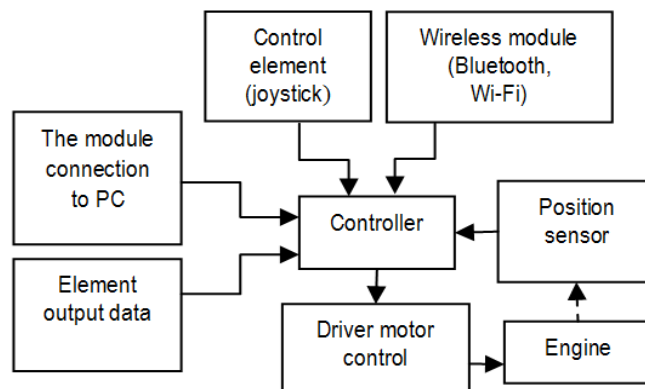 Control
element
(joystick)
Wireless module
(Bluetooth,
Wi-Fi)
The module
connection
to PC
Controller
Position
sensor
Element
output data
Driver motor
control
Engine